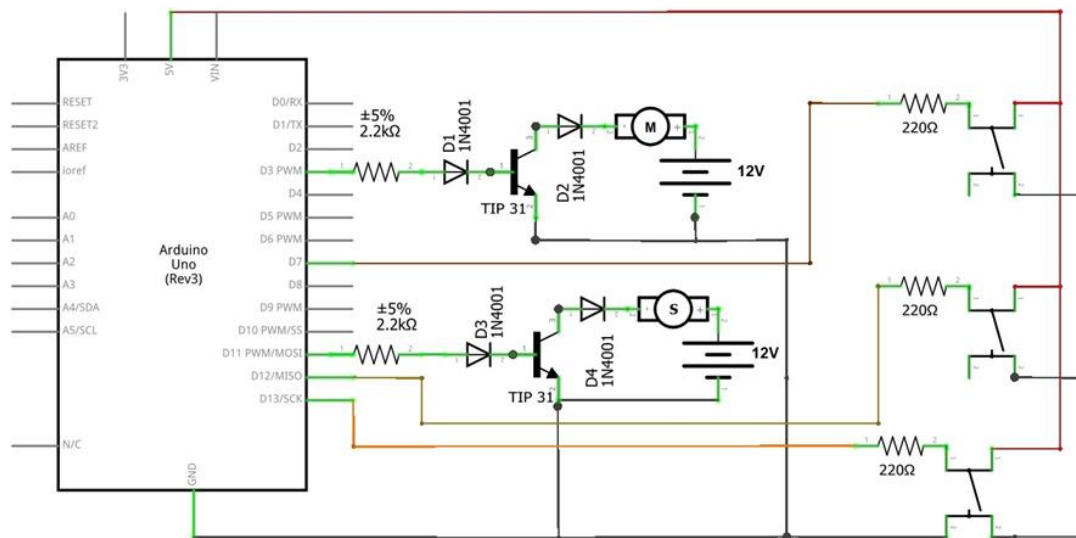 3V3
5V
VIN
RESET
RESET2
AREF
ioref
A0
A1
A2
A3
A4/SDA
A5/SCL
N/C
Arduino
Uno
(Rev3)
GND
D0/RX
D1/TX
D2
D3 PWM
D4
D5 PWM
D6 PWM
D7
D8
D9 PWM
D10 PWM/SS
D11 PWM/MOSI
D12/MISO
D13/SCK
±5%
2.2kΩ
D1
1N4001
TIP 31
D2
1N4001
M
12V
±5%
2.2kΩ
D3
1N4001
TIP 31
D4
1N4001
S
12V
220Ω
220Ω
220Ω